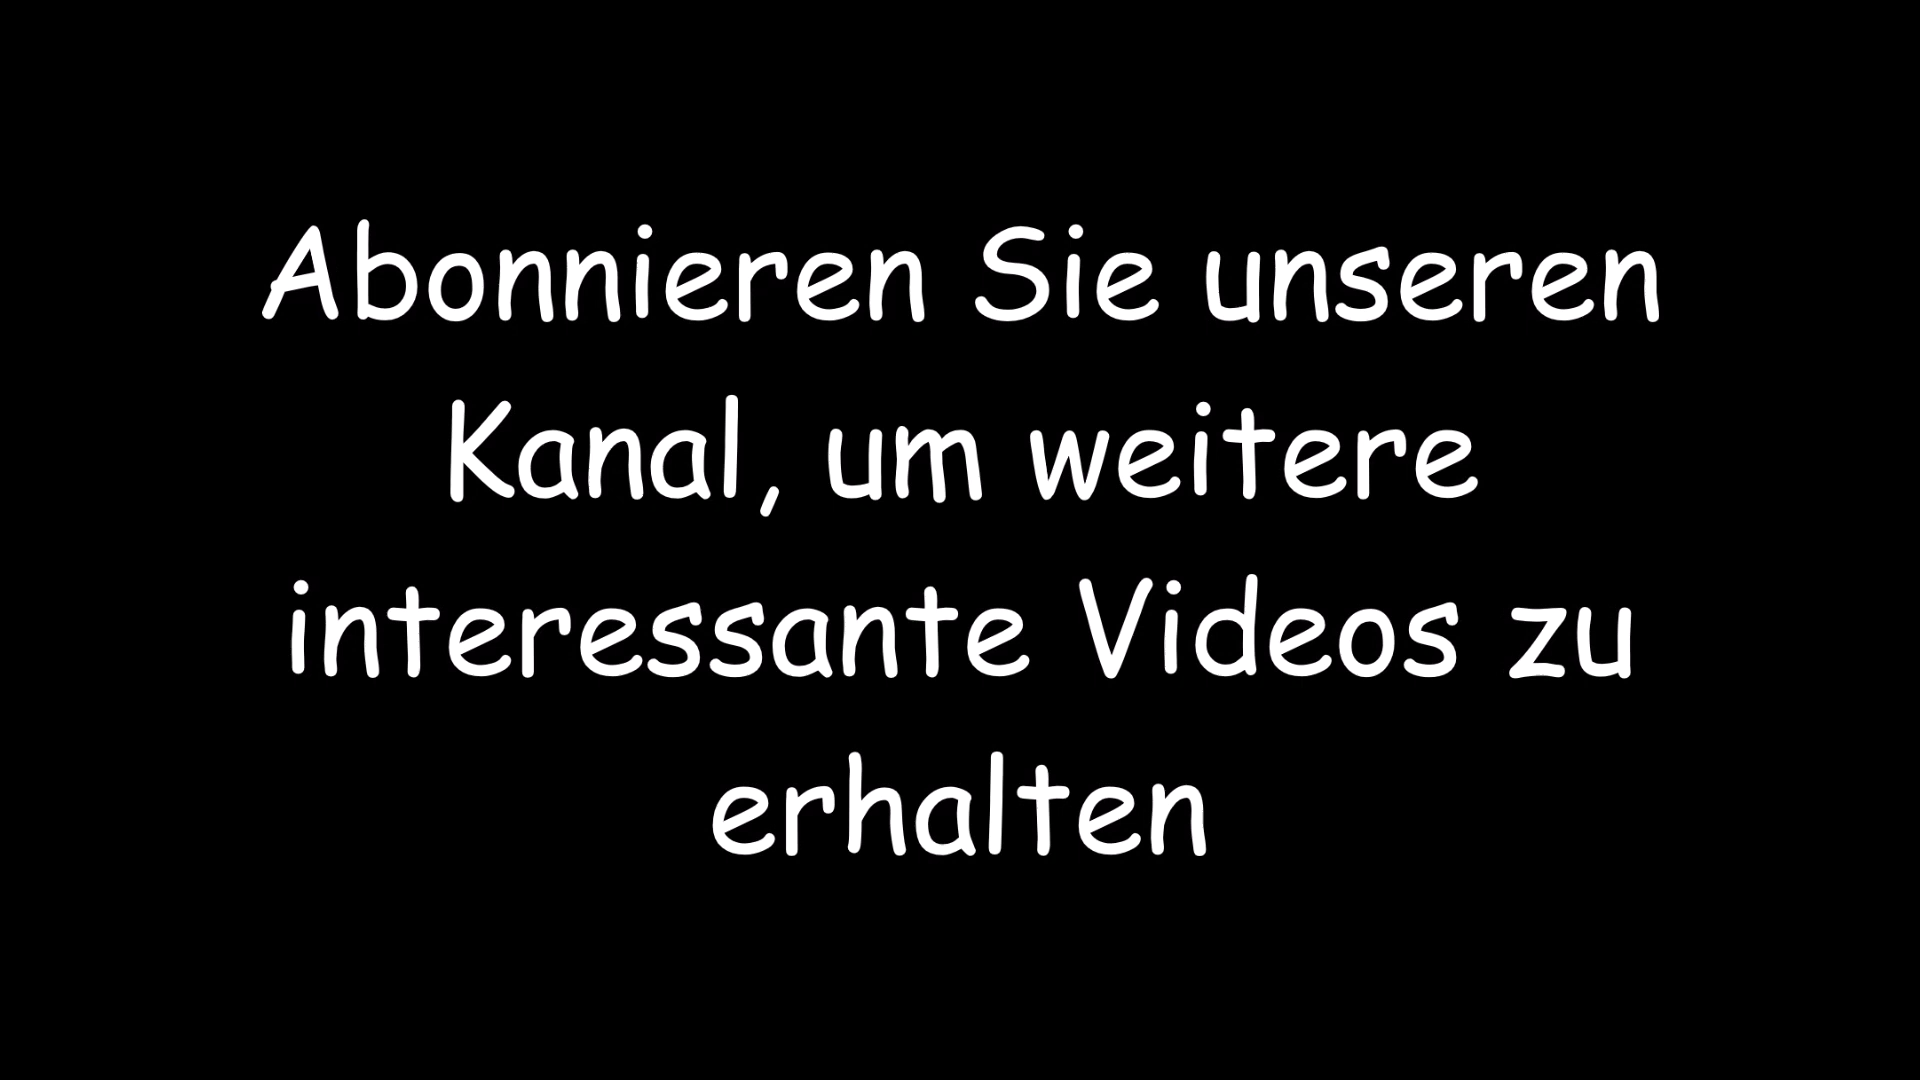 Abonnieren Sie unseren
Kanal, um weitere
interessante Videos zu
erhalten